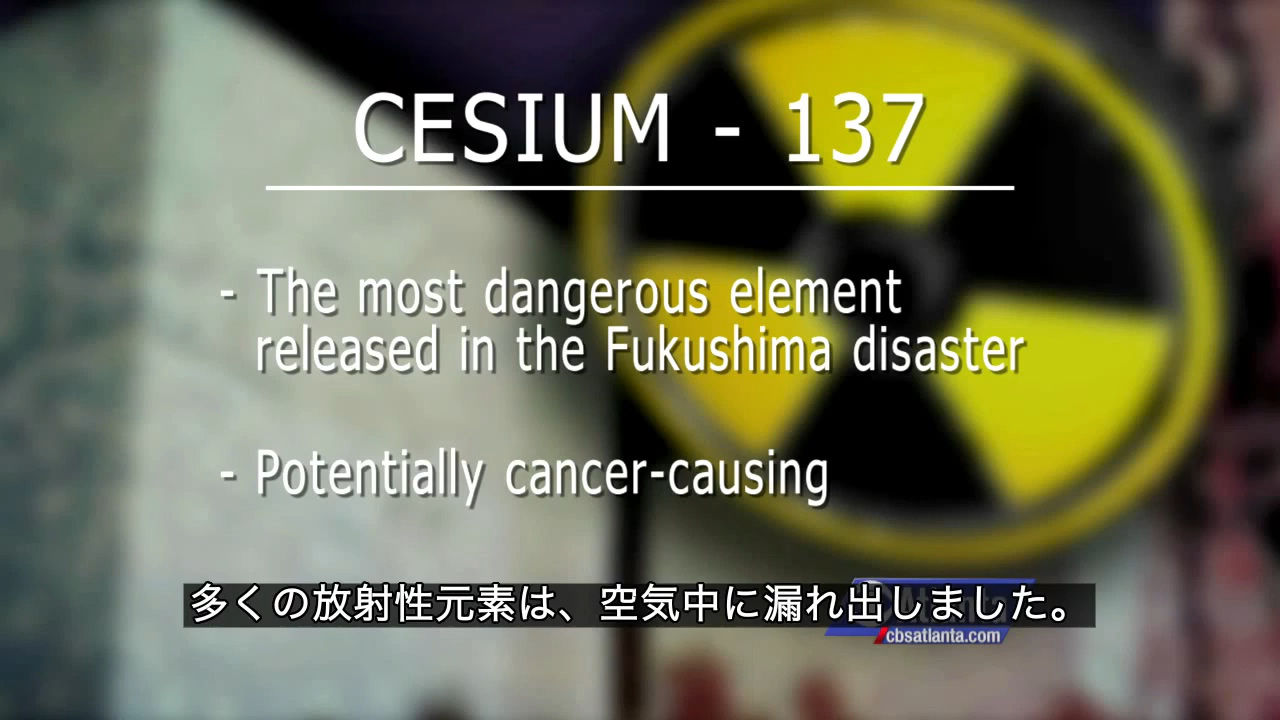 CESIUM - 137
- The most dangerous element
released in the Fukushima disaster
- Potentially cancer-causing
多くの放射性元素は、空気中に漏れ出しました。
Atlanta
cbsatlanta.com